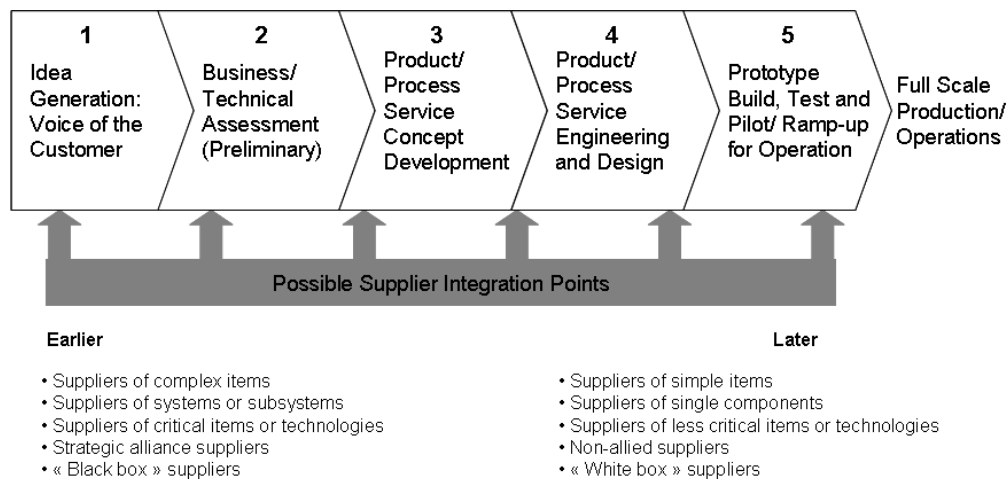 1
Idea
Generation:
Voice of the
Customer
2
Business/
Technical
Assessment
(Preliminary)
3
Product/
Process
Service
Concept
Development
4
Product/
Process
Service
Engineering
and Design
5
Prototype
Build, Test and
Pilot/ Ramp-up
for Operation
Full Scale
Production/
Operations
Possible Supplier Integration Points
Earlier
• Suppliers of complex items
• Suppliers of systems or subsystems
• Suppliers of critical items or technologies
• Strategic alliance suppliers
• « Black box » suppliers
Later
• Suppliers of simple items
• Suppliers of single components
• Suppliers of less critical items or technologies
• Non-allied suppliers
• « White box » suppliers